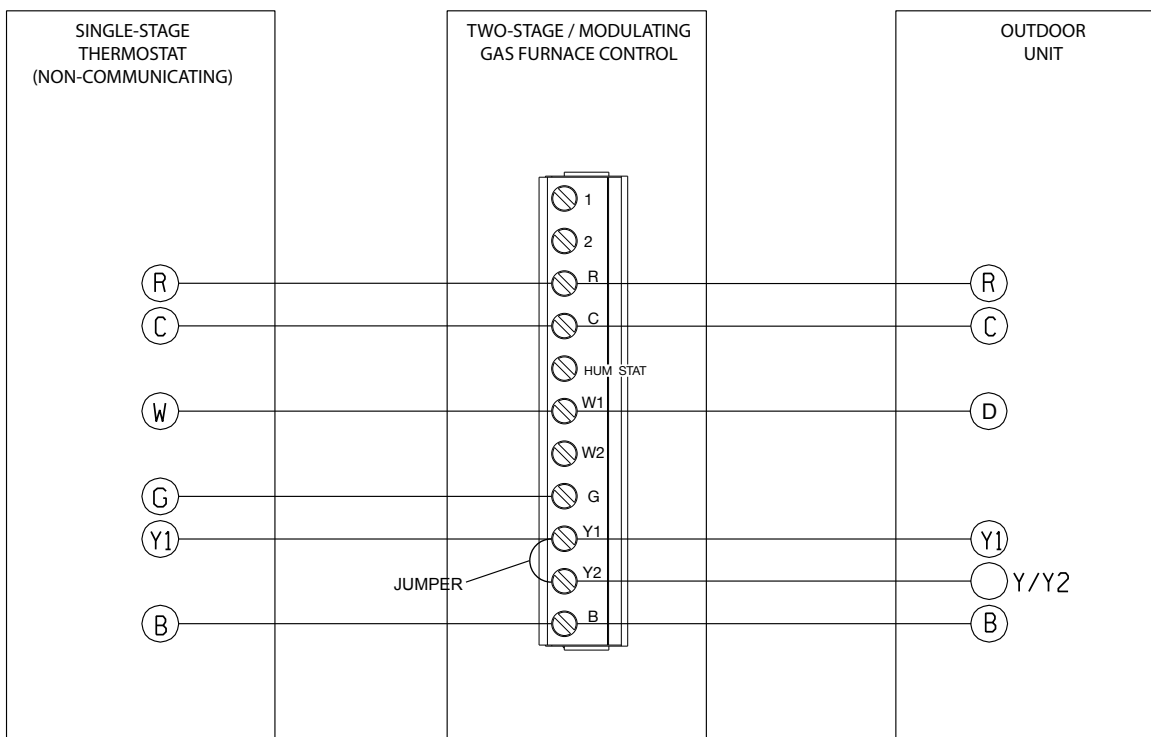 SINGLE-STAGE
THERMOSTAT
(NON-COMMUNICATING)
TWO-STAGE / MODULATING
GAS FURNACE CONTROL
OUTDOOR
UNIT
1
2
R R R
C C C
HUM STAT
W W1 D
W2
G G
Y1 Y1 Y1
JUMPER Y2 Y/Y2
B B B